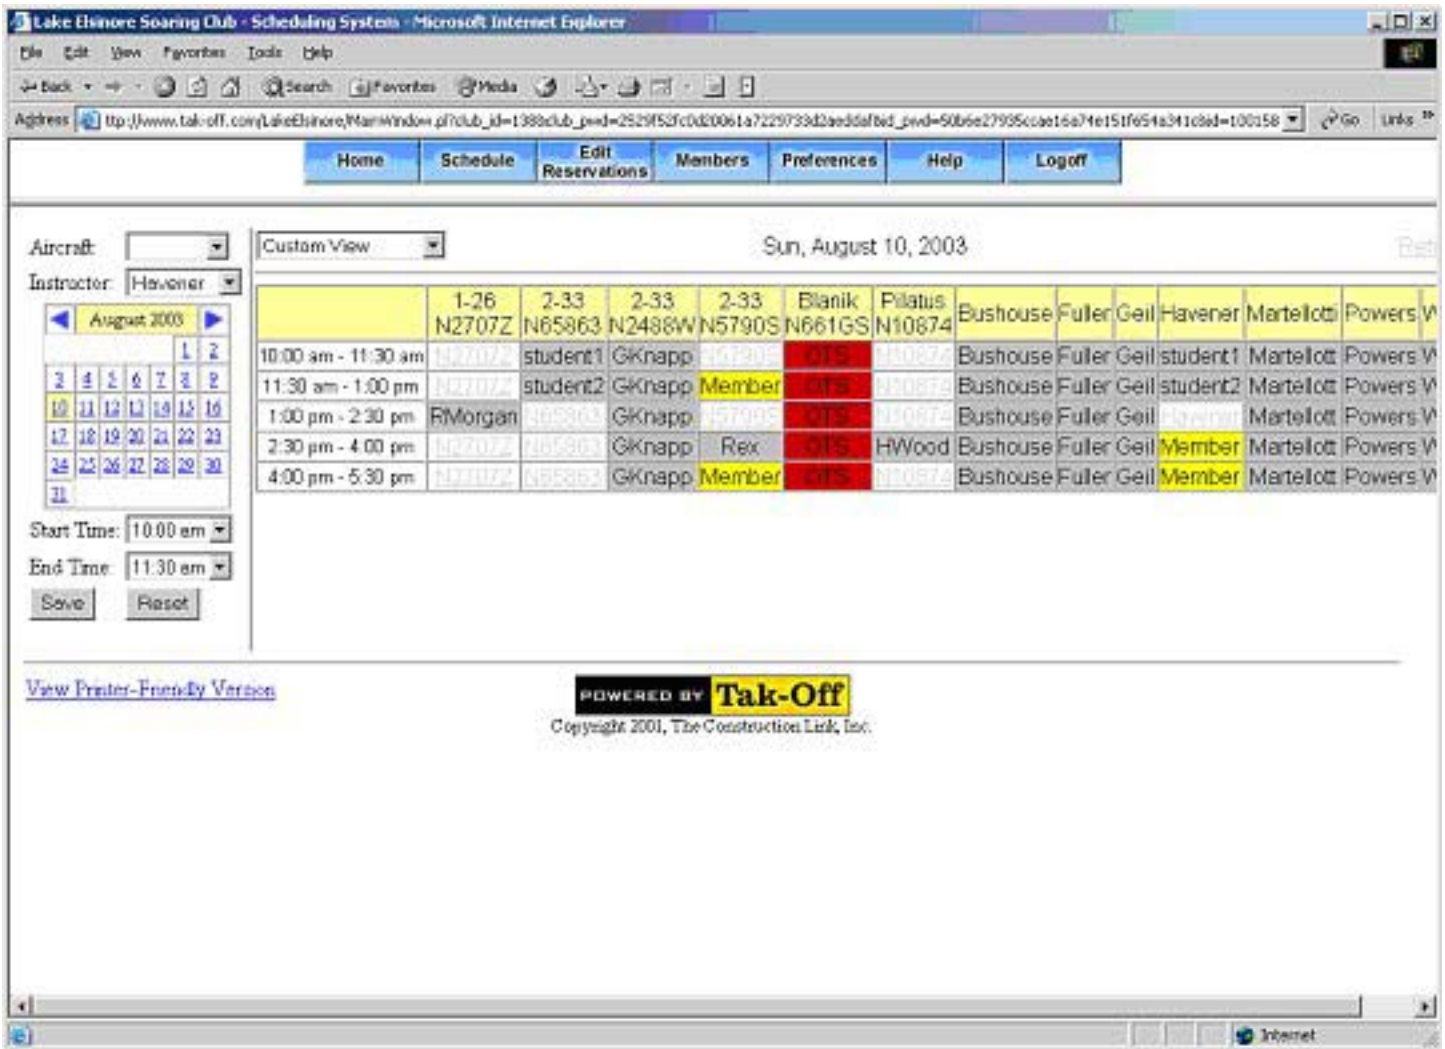 Lake Elsinore Soaring Club - Scheduling System - Microsoft Internet Explorer
File Edit View Favorites Tools Help
Back Search Favorites Media
Address Go Links »
Home Schedule Edit Reservations Members Preferences Help Logoff
Aircraft: Custom View Sun, August 10, 2003
Instructor: Havener
August 2003
1 2
3 4 5 6 7 8 9
10 11 12 13 14 15 16
17 18 19 20 21 22 23
24 25 26 27 28 29 30
31
Start Time: 10:00 am
End Time: 11:30 am
Save Reset
1-26 N2707Z 2-33 N65863 2-33 N2488W 2-33 N5790S Blanik N661GS Pilatus N10874 Bushouse Fuller Geil Havener Martellotti Powers W
10:00 am - 11:30 am N2707Z student1 GKnapp N5790S OTS N10874 Bushouse Fuller Geil student1 Martellott Powers W
11:30 am - 1:00 pm N2707Z student2 GKnapp Member OTS N10874 Bushouse Fuller Geil student2 Martellott Powers W
1:00 pm - 2:30 pm RMorgan N65863 GKnapp N5790S OTS N10874 Bushouse Fuller Geil Havener Martellott Powers W
2:30 pm - 4:00 pm N2707Z N65863 GKnapp Rex OTS HWood Bushouse Fuller Geil Member Martellott Powers W
4:00 pm - 5:30 pm N2707Z N65863 GKnapp Member OTS N10874 Bushouse Fuller Geil Member Martellott Powers W
View Printer-Friendly Version
POWERED BY Tak-Off
Copyright 2001, The Construction Link, Inc.
Internet